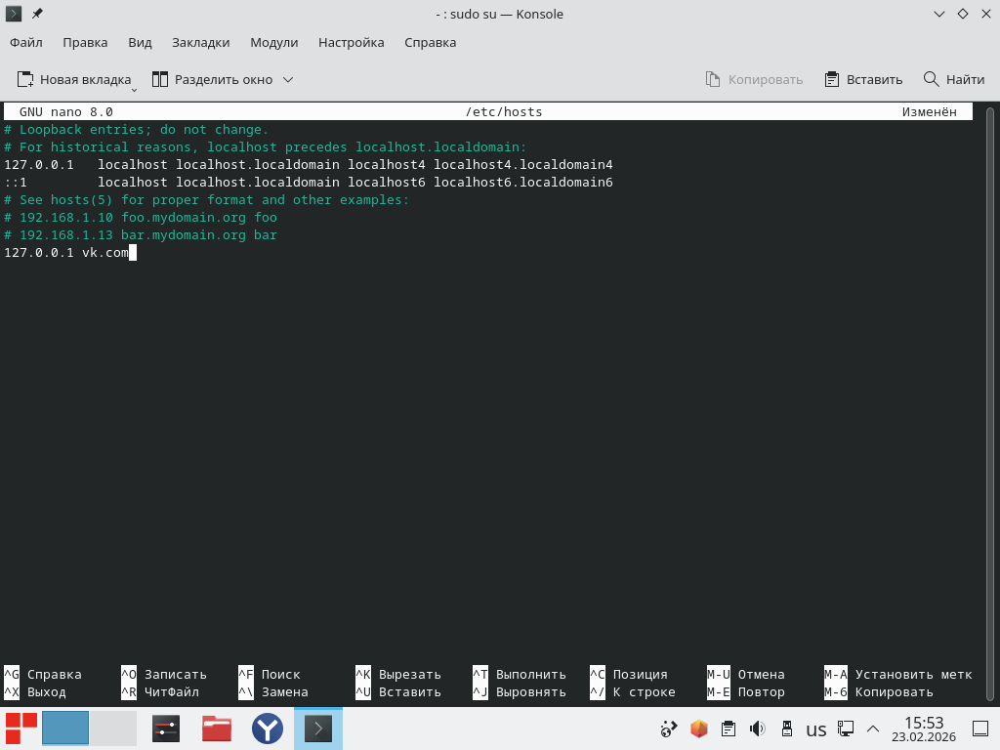 - : sudo su — Konsole
Файл Правка Вид Закладки Модули Настройка Справка
Новая вкладка Разделить окно Копировать Вставить Найти
GNU nano 8.0 /etc/hosts Изменён
# Loopback entries; do not change.
# For historical reasons, localhost precedes localhost.localdomain:
127.0.0.1 localhost localhost.localdomain localhost4 localhost4.localdomain4
::1 localhost localhost.localdomain localhost6 localhost6.localdomain6
# See hosts(5) for proper format and other examples:
# 192.168.1.10 foo.mydomain.org foo
# 192.168.1.13 bar.mydomain.org bar
127.0.0.1 vk.com
^G Справка ^O Записать ^F Поиск ^K Вырезать ^T Выполнить ^C Позиция M-U Отмена M-A Установить метк
^X Выход ^R ЧитФайл ^\ Замена ^U Вставить ^J Выровнять ^/ К строке M-E Повтор M-6 Копировать
us 15:53
23.02.2026